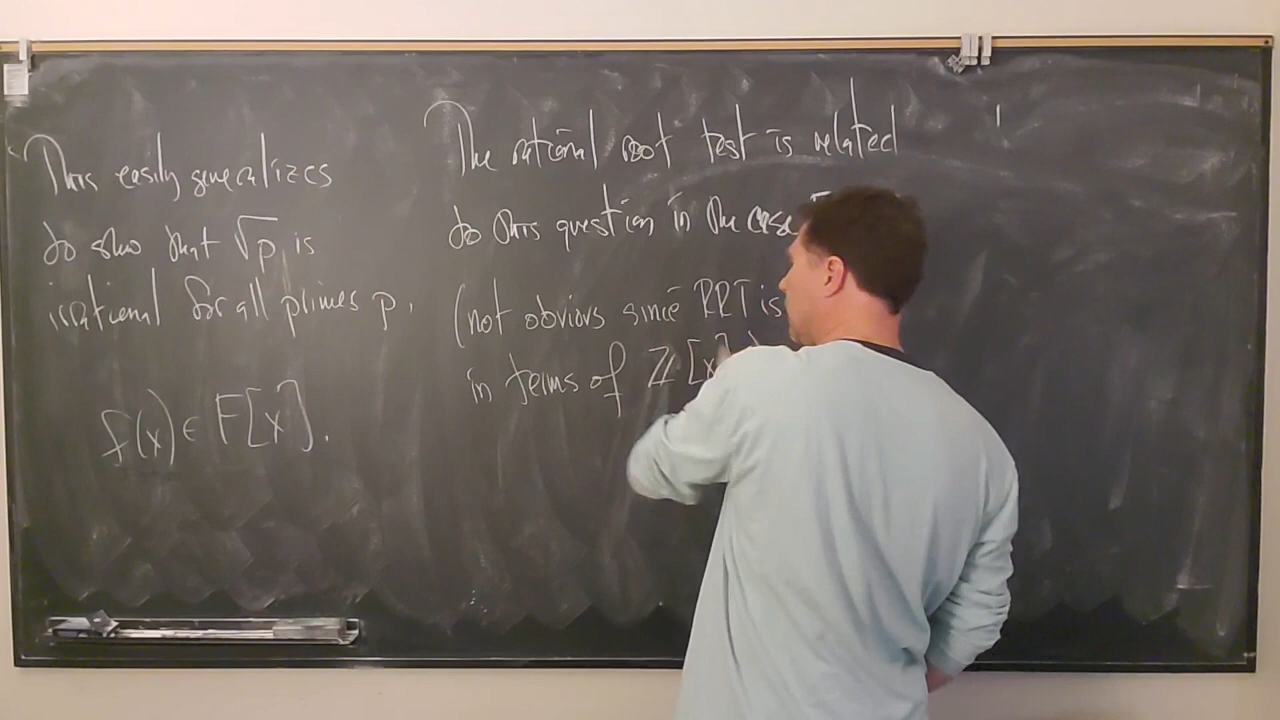 This easily generalizes
to show that √p is
irrational for all primes p.
f(x) ∈ F[x].
The rational root test is related
to this question in the case
(not obvious since RRT is
in terms of ℤ[x])